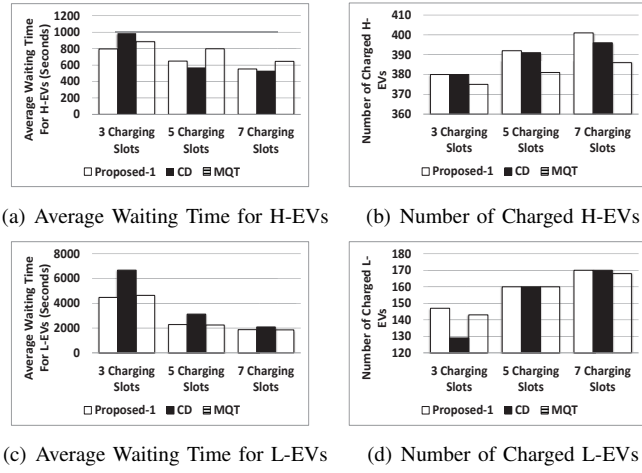 Average Waiting Time
For H-EVs (Seconds)
1000
800
600
400
200
0
3 Charging Slots
5 Charging Slots
7 Charging Slots
Proposed-1
CD
MQT
(a) Average Waiting Time for H-EVs
Number of Charged H-
EVs
410
400
390
380
370
360
3 Charging Slots
5 Charging Slots
7 Charging Slots
Proposed-1
CD
MQT
(b) Number of Charged H-EVs
Average Waiting Time
For L-EVs (Seconds)
8000
6000
4000
2000
0
3 Charging Slots
5 Charging Slots
7 Charging Slots
Proposed-1
CD
MQT
(c) Average Waiting Time for L-EVs
Number of Charged L-
EVs
180
170
160
150
140
130
120
3 Charging Slots
5 Charging Slots
7 Charging Slots
Proposed-1
CD
MQT
(d) Number of Charged L-EVs